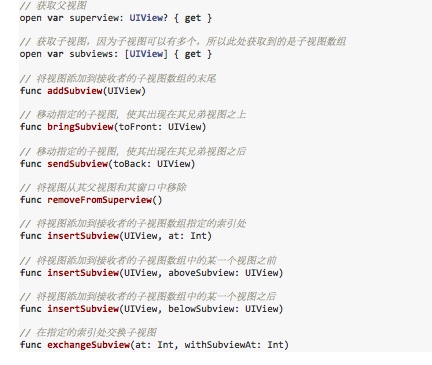 // 获取父视图
open var superview: UIView? { get }
// 获取子视图，因为子视图可以有多个，所以此处获取到的是子视图数组
open var subviews: [UIView] { get }
// 将视图添加到接收者的子视图数组的末尾
func addSubview(UIView)
// 移动指定的子视图，使其出现在其兄弟视图之上
func bringSubview(toFront: UIView)
// 移动指定的子视图，使其出现在其兄弟视图之后
func sendSubview(toBack: UIView)
// 将视图从其父视图和其窗口中移除
func removeFromSuperview()
// 将视图添加到接收者的子视图数组指定的索引处
func insertSubview(UIView, at: Int)
// 将视图添加到接收者的子视图数组中的某一个视图之前
func insertSubview(UIView, aboveSubview: UIView)
// 将视图添加到接收者的子视图数组中的某一个视图之后
func insertSubview(UIView, belowSubview: UIView)
// 在指定的索引处交换子视图
func exchangeSubview(at: Int, withSubviewAt: Int)